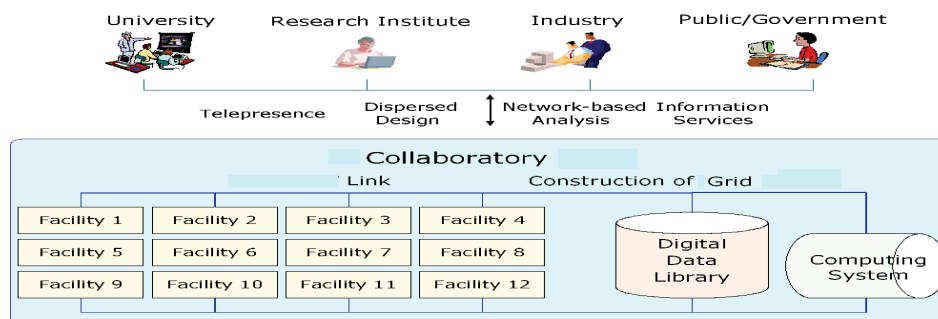 University Research Institute Industry Public/Government
Telepresence Dispersed Design Network-based Analysis Information Services
Collaboratory
Link Construction of Grid
Facility 1 Facility 2 Facility 3 Facility 4
Facility 5 Facility 6 Facility 7 Facility 8
Facility 9 Facility 10 Facility 11 Facility 12
Digital
Data
Library
Computing
System